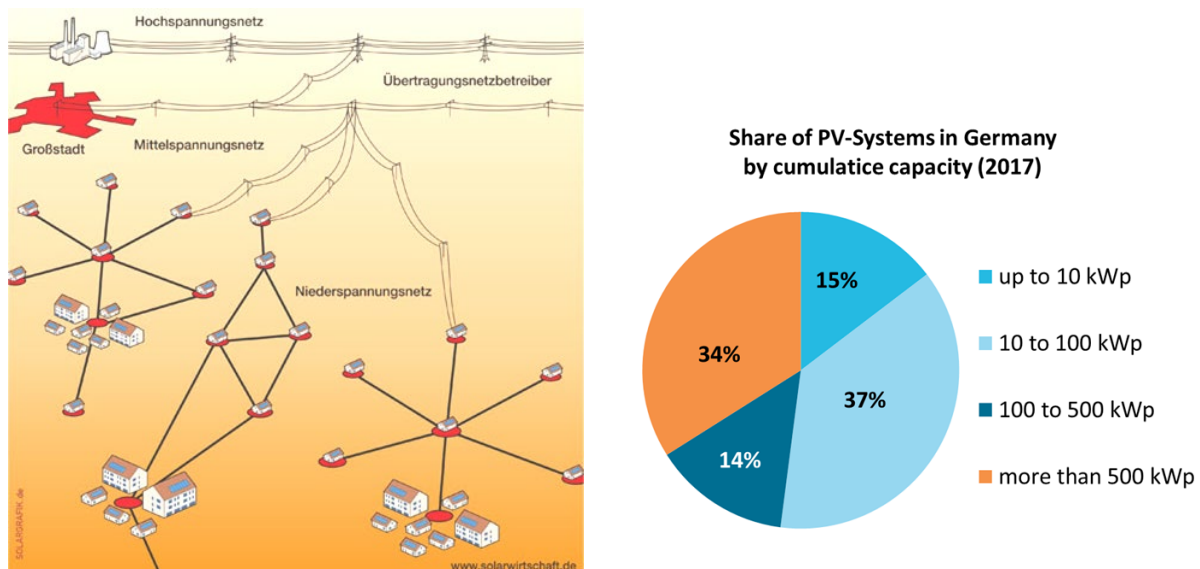 Hochspannungsnetz
Übertragungsnetzbetreiber
Großstadt
Mittelspannungsnetz
Niederspannungsnetz
SOLARGRAFIK.de
www.solarwirtschaft.de
Share of PV-Systems in Germany
by cumulatice capacity (2017)
15%
37%
14%
34%
up to 10 kWp
10 to 100 kWp
100 to 500 kWp
more than 500 kWp